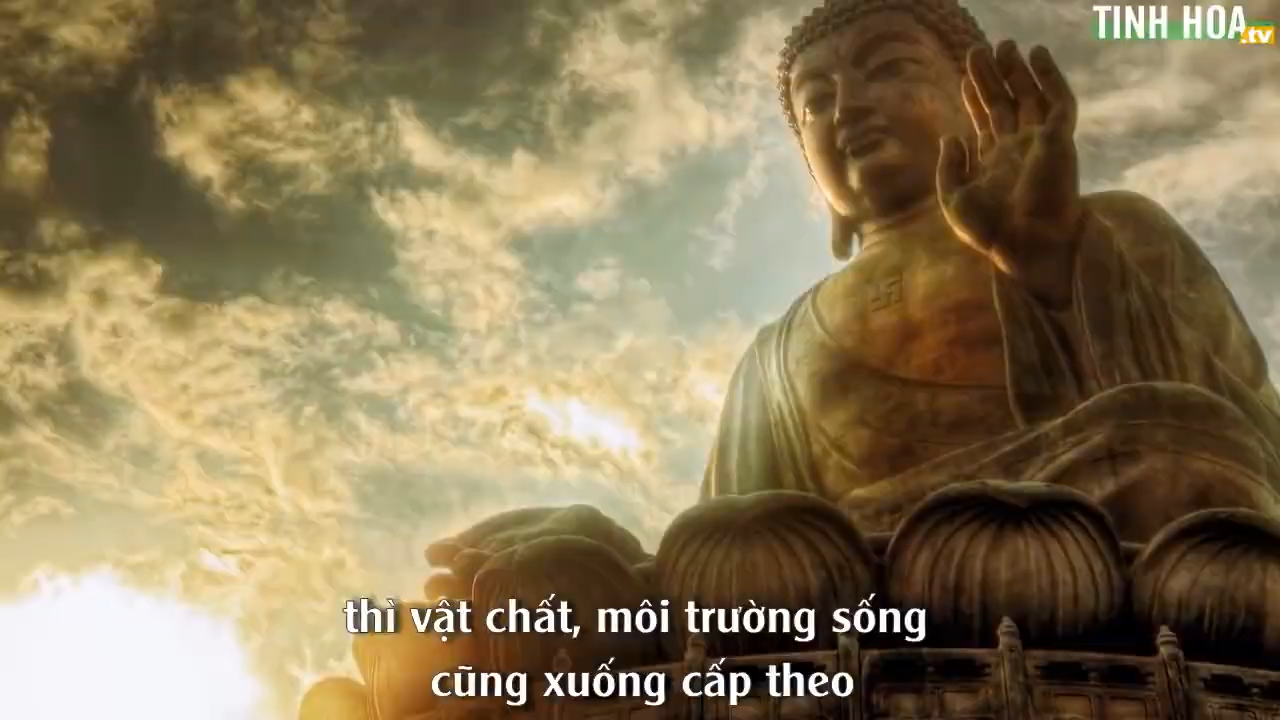 TINH HOA
.tv
thì vật chất, môi trường sống
cũng xuống cấp theo